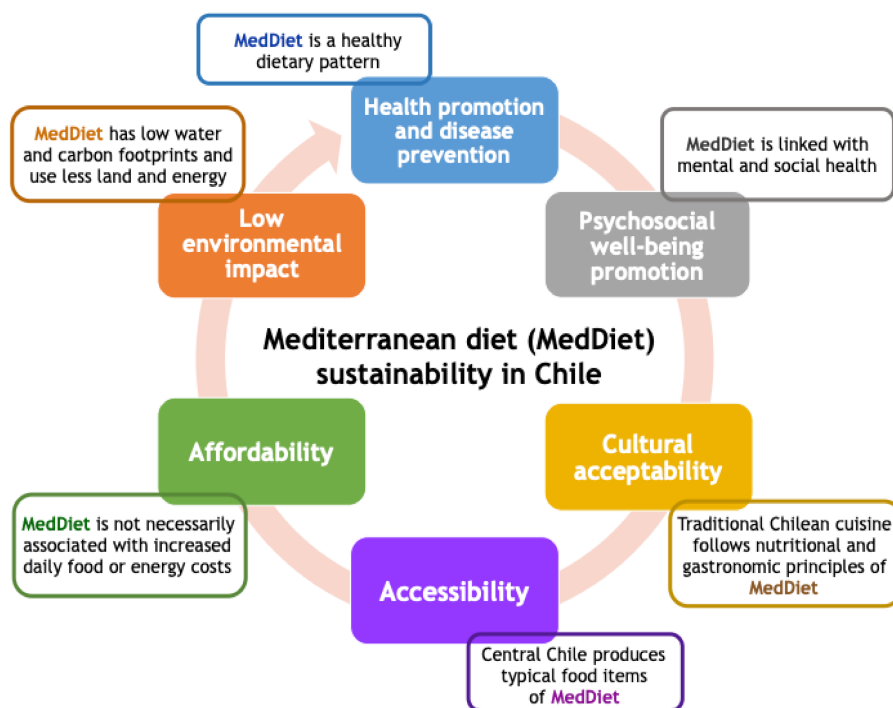 MedDiet is a healthy
dietary pattern
Health promotion
and disease
prevention
MedDiet is linked with
mental and social health
Psychosocial
well-being
promotion
MedDiet has low water
and carbon footprints and
use less land and energy
Low
environmental
impact
Mediterranean diet (MedDiet)
sustainability in Chile
Affordability
MedDiet is not necessarily
associated with increased
daily food or energy costs
Cultural
acceptability
Traditional Chilean cuisine
follows nutritional and
gastronomic principles of
MedDiet
Accessibility
Central Chile produces
typical food items
of MedDiet